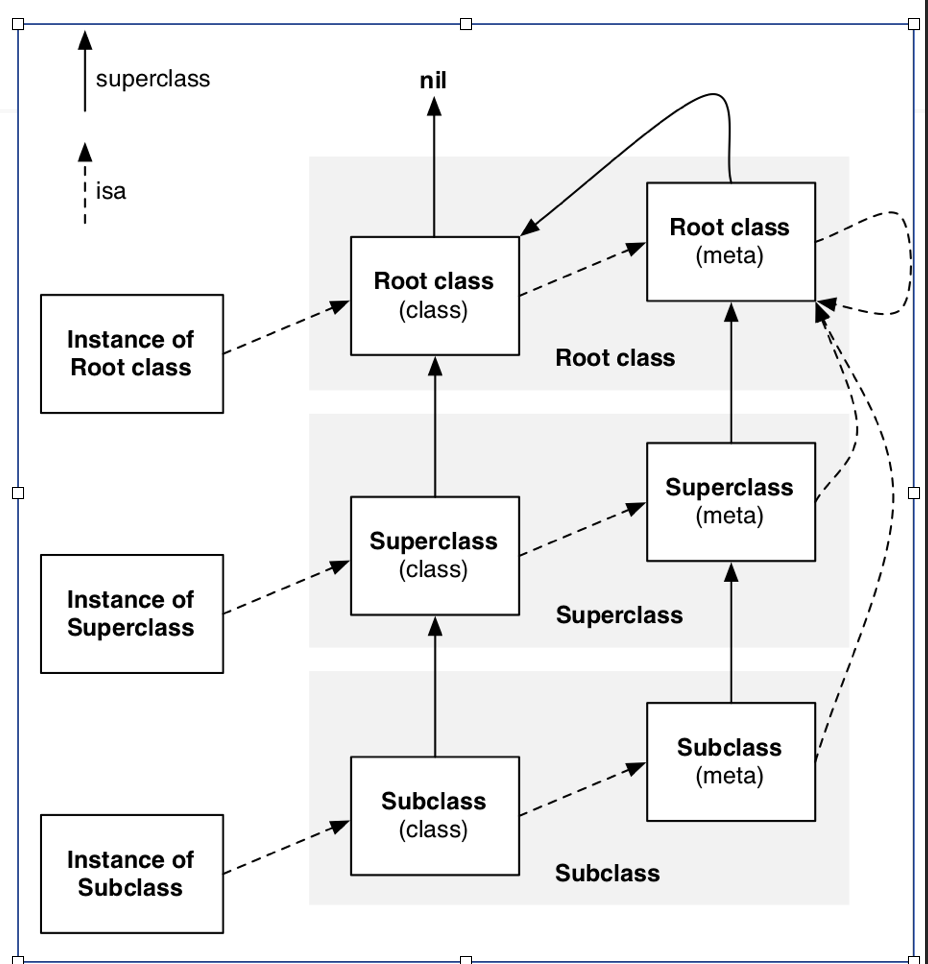 superclass
nil
isa
Root class
(meta)
Root class
(class)
Instance of
Root class
Root class
Superclass
(meta)
Superclass
(class)
Instance of
Superclass
Superclass
Subclass
(meta)
Subclass
(class)
Instance of
Subclass
Subclass